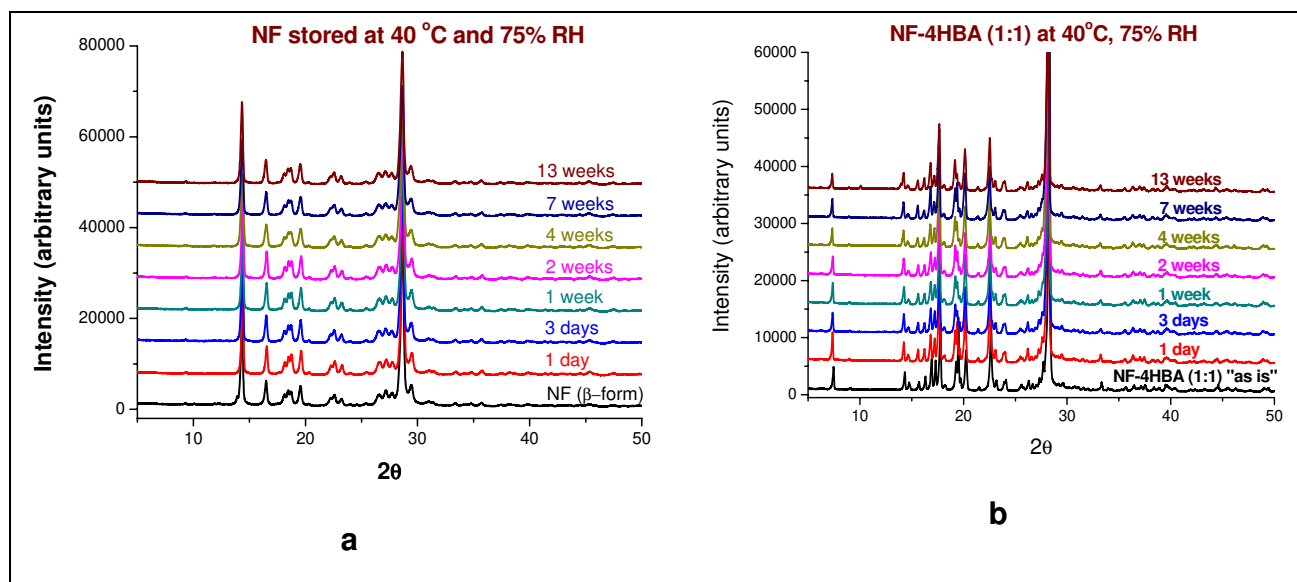 NF stored at 40 °C and 75% RH
Intensity (arbitrary units)
80000
60000
40000
20000
0
13 weeks
7 weeks
4 weeks
2 weeks
1 week
3 days
1 day
NF (β–form)
10 20 30 40 50
2θ
a
NF-4HBA (1:1) at 40°C, 75% RH
Intensity (arbitrary units)
60000
50000
40000
30000
20000
10000
0
13 weeks
7 weeks
4 weeks
2 weeks
1 week
3 days
1 day
NF-4HBA (1:1) "as is"
10 20 30 40 50
2θ
b